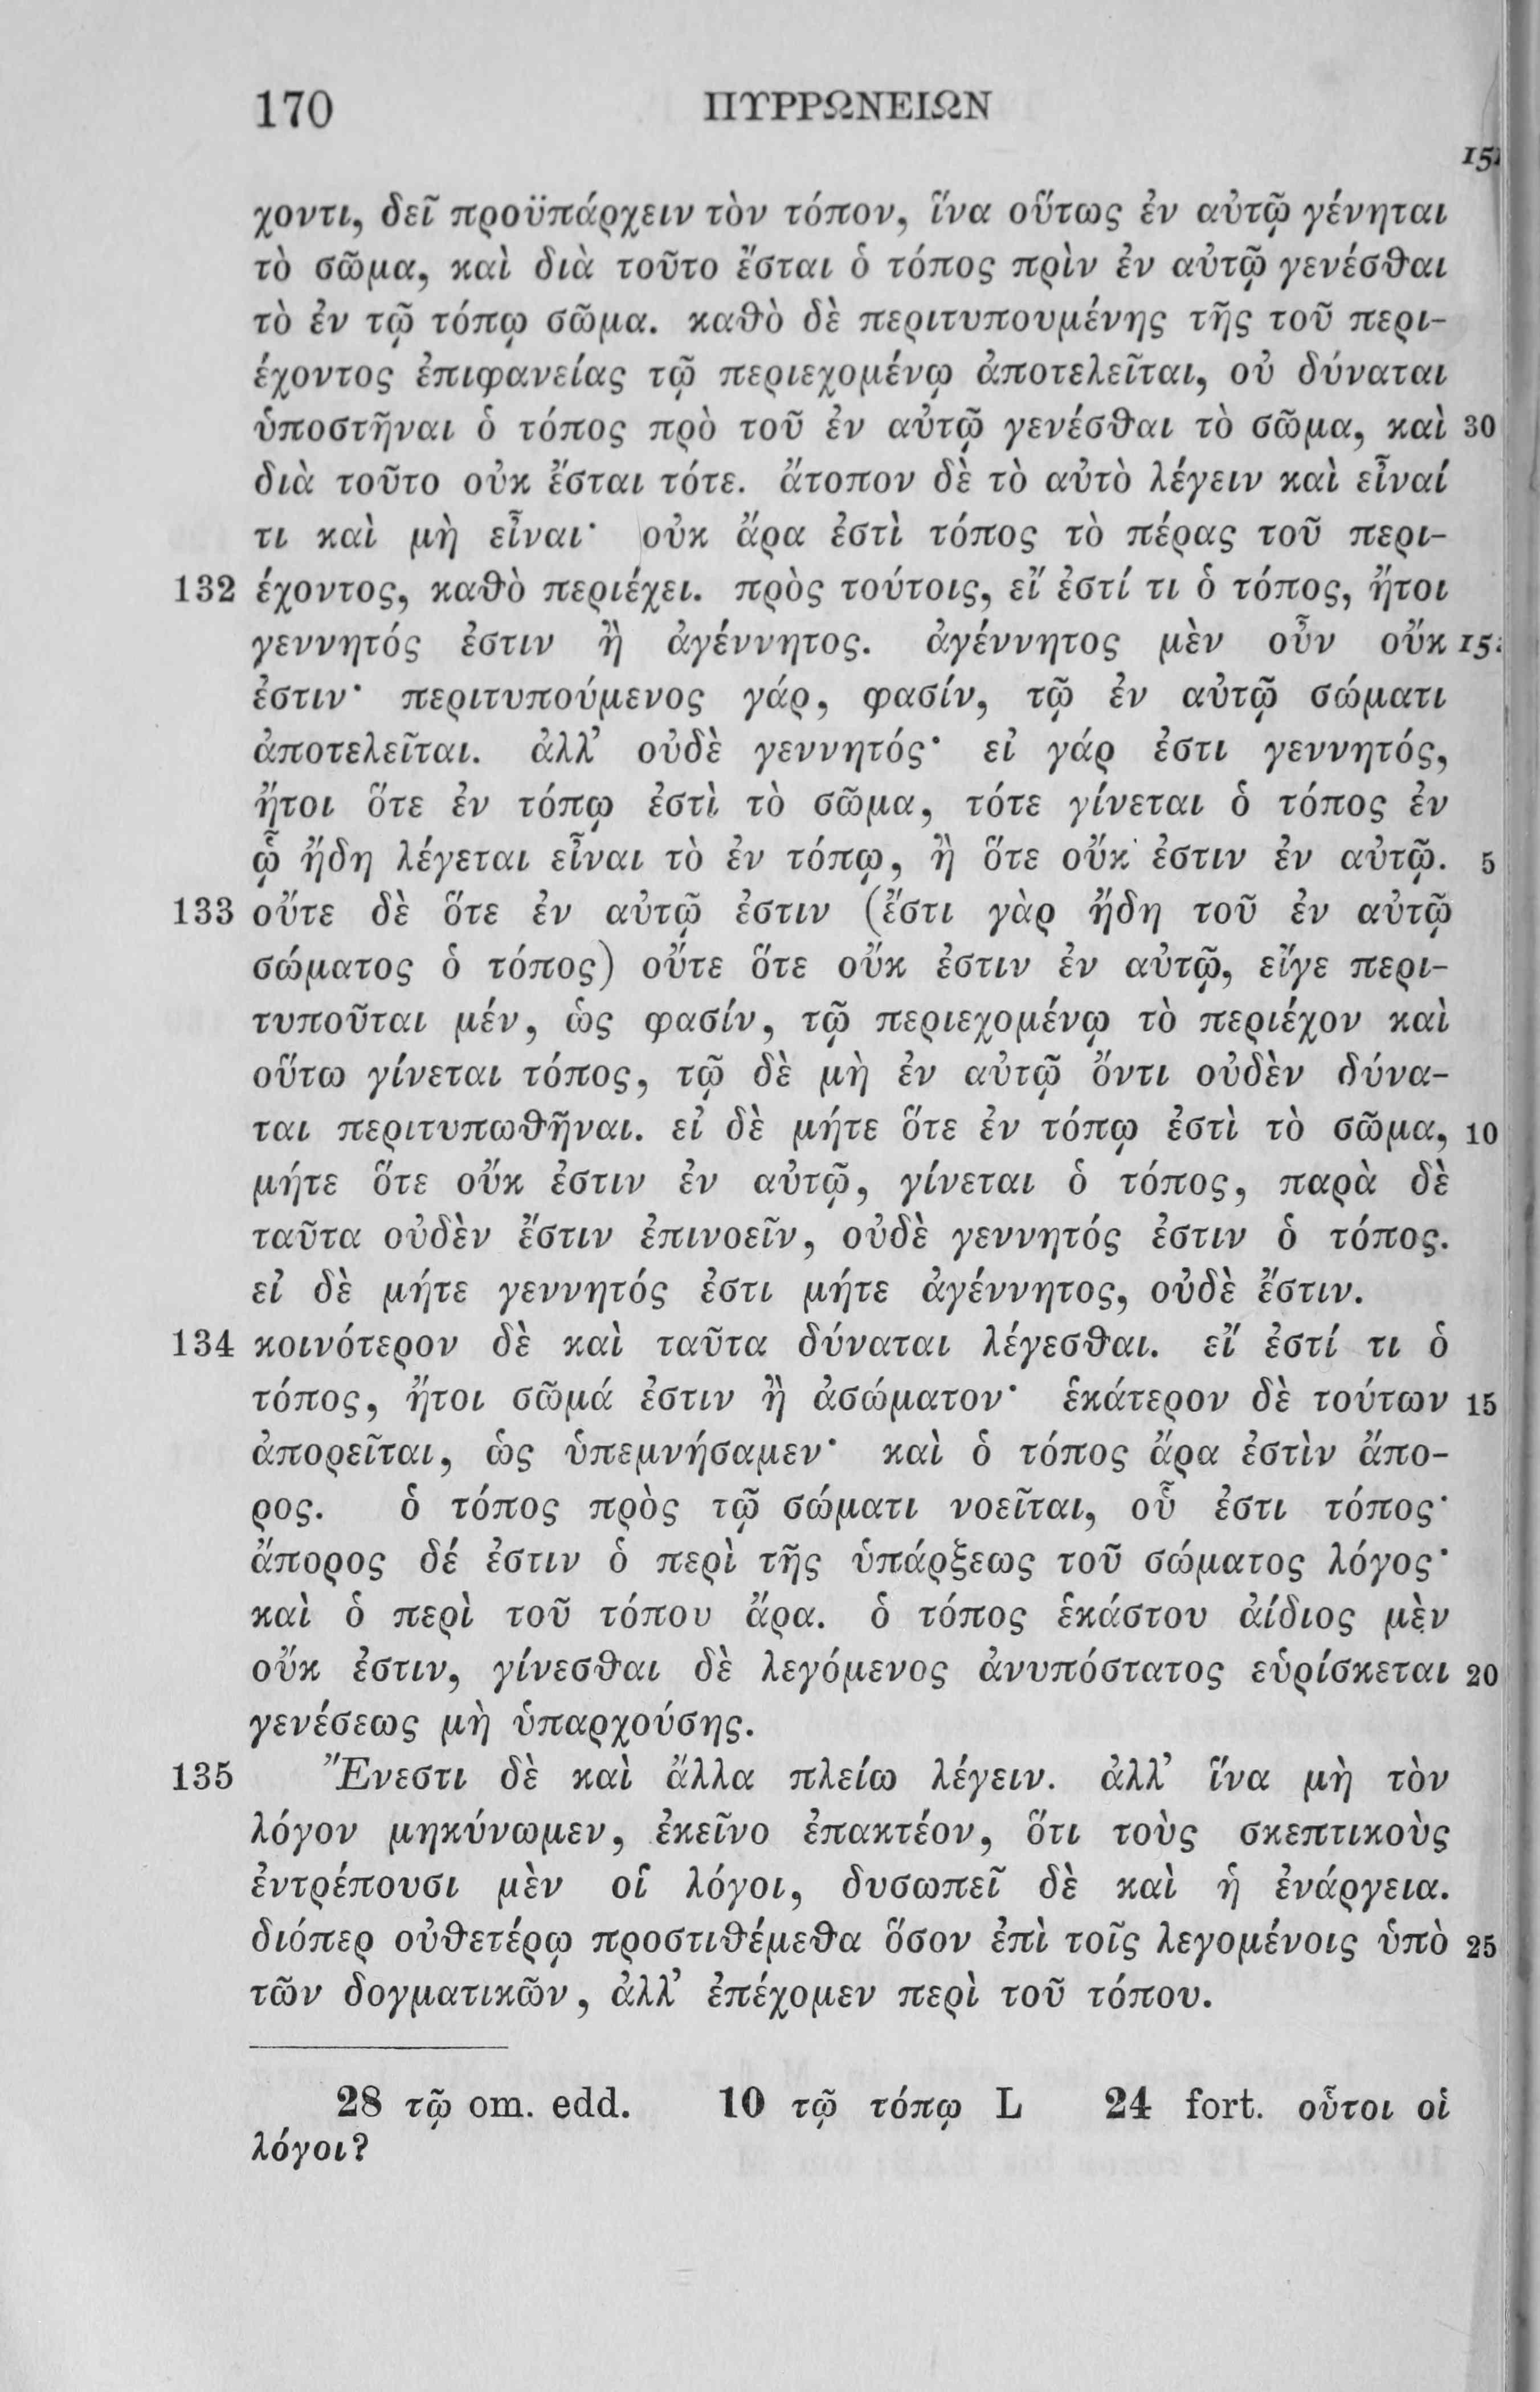 170 ΠΥΡΡΩΝΕΙΩΝ
χοντι, δεῖ προϋπάρχειν τὸν τόπον, ἵνα οὕτως ἐν αὐτῷ γένηται
τὸ σῶμα, καὶ διὰ τοῦτο ἔσται ὁ τόπος πρὶν ἐν αὐτῷ γενέσθαι
τὸ ἐν τῷ τόπῳ σῶμα. καθὸ δὲ περιτυπουμένης τῆς τοῦ περι-
έχοντος ἐπιφανείας τῷ περιεχομένῳ ἀποτελεῖται, οὐ δύναται
ὑποστῆναι ὁ τόπος πρὸ τοῦ ἐν αὐτῷ γενέσθαι τὸ σῶμα, καὶ 30
διὰ τοῦτο οὐκ ἔσται τότε. ἄτοπον δὲ τὸ αὐτὸ λέγειν καὶ εἶναί
τι καὶ μὴ εἶναι· οὐκ ἄρα ἐστὶ τόπος τὸ πέρας τοῦ περι-
132 έχοντος, καθὸ περιέχει. πρὸς τούτοις, εἴ ἐστί τι ὁ τόπος, ἤτοι
γεννητός ἐστιν ἢ ἀγέννητος. ἀγέννητος μὲν οὖν οὔκ
ἐστιν· περιτυπούμενος γάρ, φασίν, τῷ ἐν αὐτῷ σώματι
ἀποτελεῖται. ἀλλ’ οὐδὲ γεννητός· εἰ γάρ ἐστι γεννητός,
ἤτοι ὅτε ἐν τόπῳ ἐστὶ τὸ σῶμα, τότε γίνεται ὁ τόπος ἐν
ᾧ ἤδη λέγεται εἶναι τὸ ἐν τόπῳ, ἢ ὅτε οὔκ ἐστιν ἐν αὐτῷ. 5
133 οὔτε δὲ ὅτε ἐν αὐτῷ ἐστιν (ἔστι γὰρ ἤδη τοῦ ἐν αὐτῷ
σώματος ὁ τόπος) οὔτε ὅτε οὔκ ἐστιν ἐν αὐτῷ, εἴγε περι-
τυποῦται μέν, ὥς φασίν, τῷ περιεχομένῳ τὸ περιέχον καὶ
οὕτω γίνεται τόπος, τῷ δὲ μὴ ἐν αὐτῷ ὄντι οὐδὲν δύνα-
ται περιτυπωθῆναι. εἰ δὲ μήτε ὅτε ἐν τόπῳ ἐστὶ τὸ σῶμα, 10
μήτε ὅτε οὔκ ἐστιν ἐν αὐτῷ, γίνεται ὁ τόπος, παρὰ δὲ
ταῦτα οὐδὲν ἔστιν ἐπινοεῖν, οὐδὲ γεννητός ἐστιν ὁ τόπος.
εἰ δὲ μήτε γεννητός ἐστι μήτε ἀγέννητος, οὐδὲ ἔστιν.
134 κοινότερον δὲ καὶ ταῦτα δύναται λέγεσθαι. εἴ ἐστί τι ὁ
τόπος, ἤτοι σῶμά ἐστιν ἢ ἀσώματον· ἑκάτερον δὲ τούτων 15
ἀπορεῖται, ὡς ὑπεμνήσαμεν· καὶ ὁ τόπος ἄρα ἐστὶν ἄπο-
ρος. ὁ τόπος πρὸς τῷ σώματι νοεῖται, οὗ ἐστι τόπος·
ἄπορος δέ ἐστιν ὁ περὶ τῆς ὑπάρξεως τοῦ σώματος λόγος·
καὶ ὁ περὶ τοῦ τόπου ἄρα. ὁ τόπος ἑκάστου ἀίδιος μὲν
οὔκ ἐστιν, γίνεσθαι δὲ λεγόμενος ἀνυπόστατος εὑρίσκεται 20
γενέσεως μὴ ὑπαρχούσης.
135 Ἔνεστι δὲ καὶ ἄλλα πλείω λέγειν. ἀλλ’ ἵνα μὴ τὸν
λόγον μηκύνωμεν, ἐκεῖνο ἐπακτέον, ὅτι τοὺς σκεπτικοὺς
ἐντρέπουσι μὲν οἱ λόγοι, δυσωπεῖ δὲ καὶ ἡ ἐνάργεια.
διόπερ οὐθετέρῳ προστιθέμεθα ὅσον ἐπὶ τοῖς λεγομένοις ὑπὸ 25
τῶν δογματικῶν, ἀλλ’ ἐπέχομεν περὶ τοῦ τόπου.
28 τῷ om. edd. 10 τῷ τόπῳ L 24 fort. οὗτοι οἱ
λόγοι?